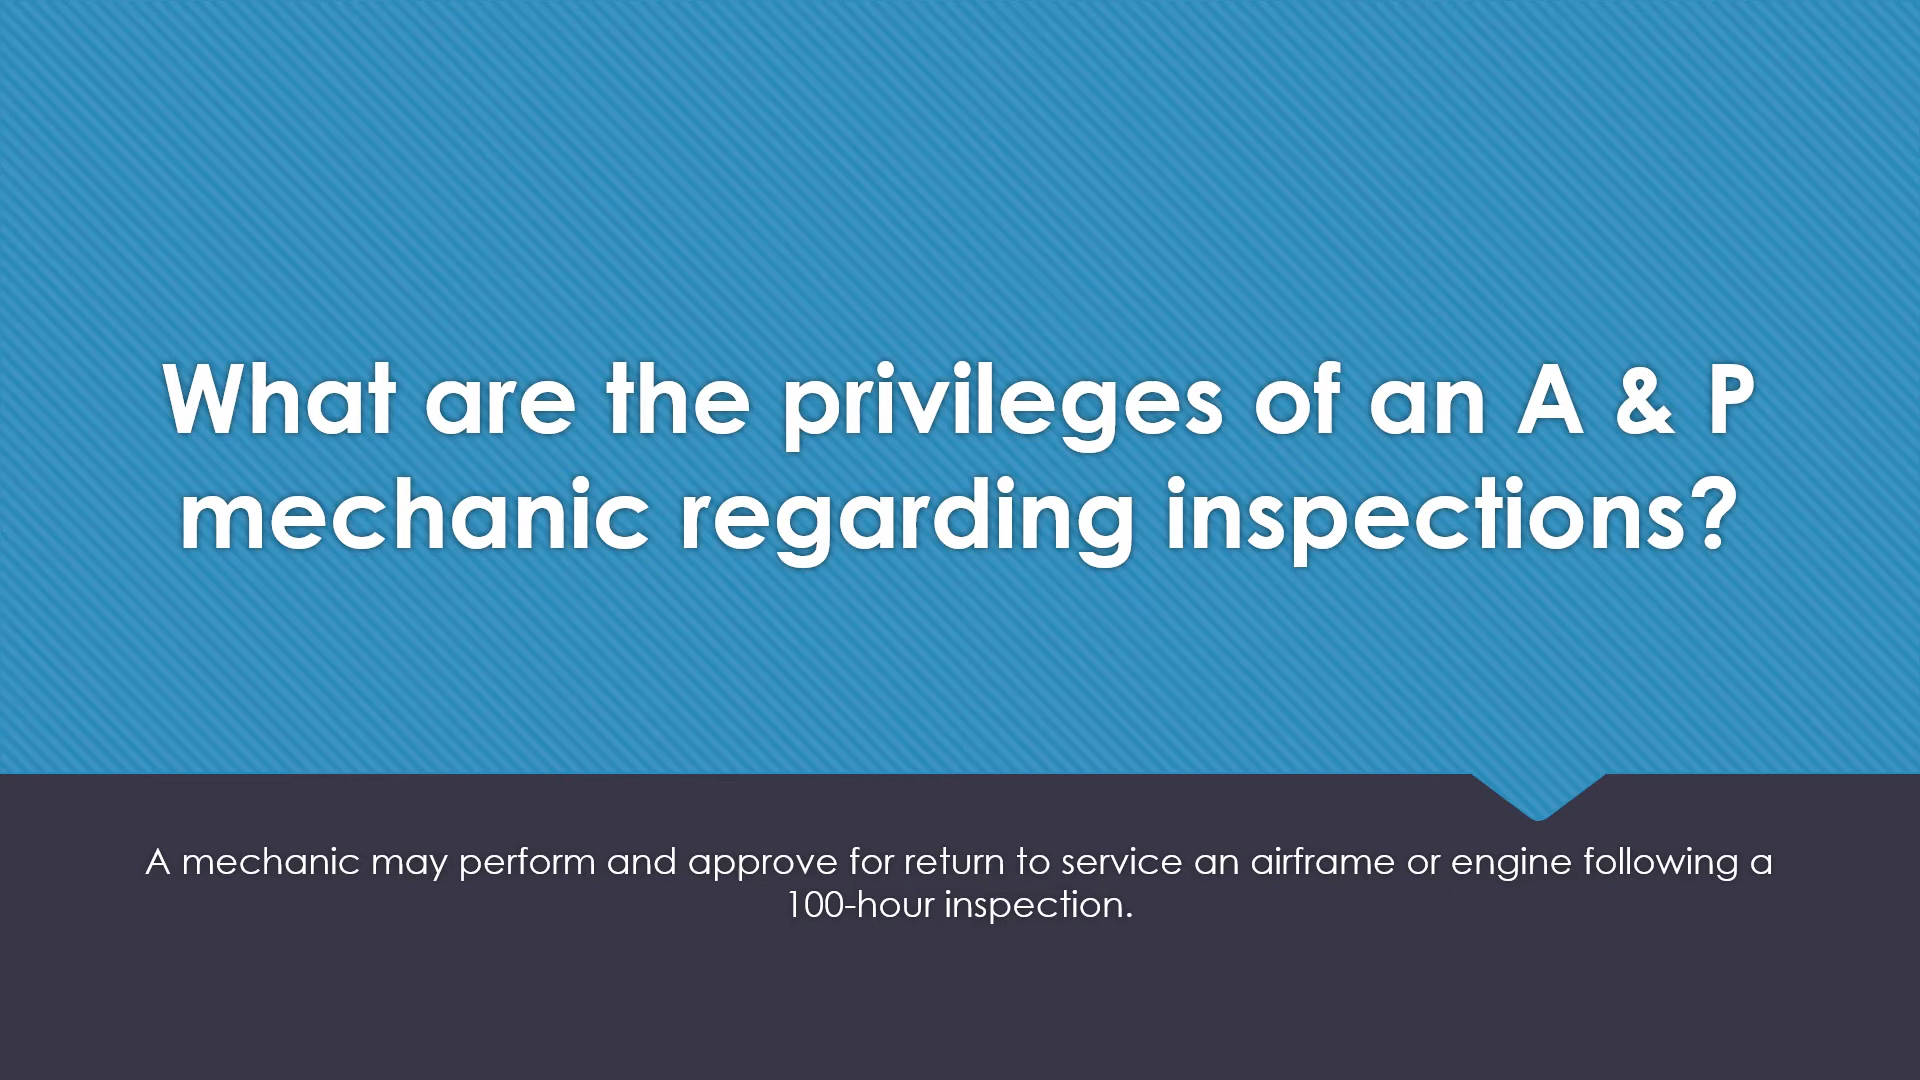 What are the privileges of an A & P
mechanic regarding inspections?
A mechanic may perform and approve for return to service an airframe or engine following a
100-hour inspection.